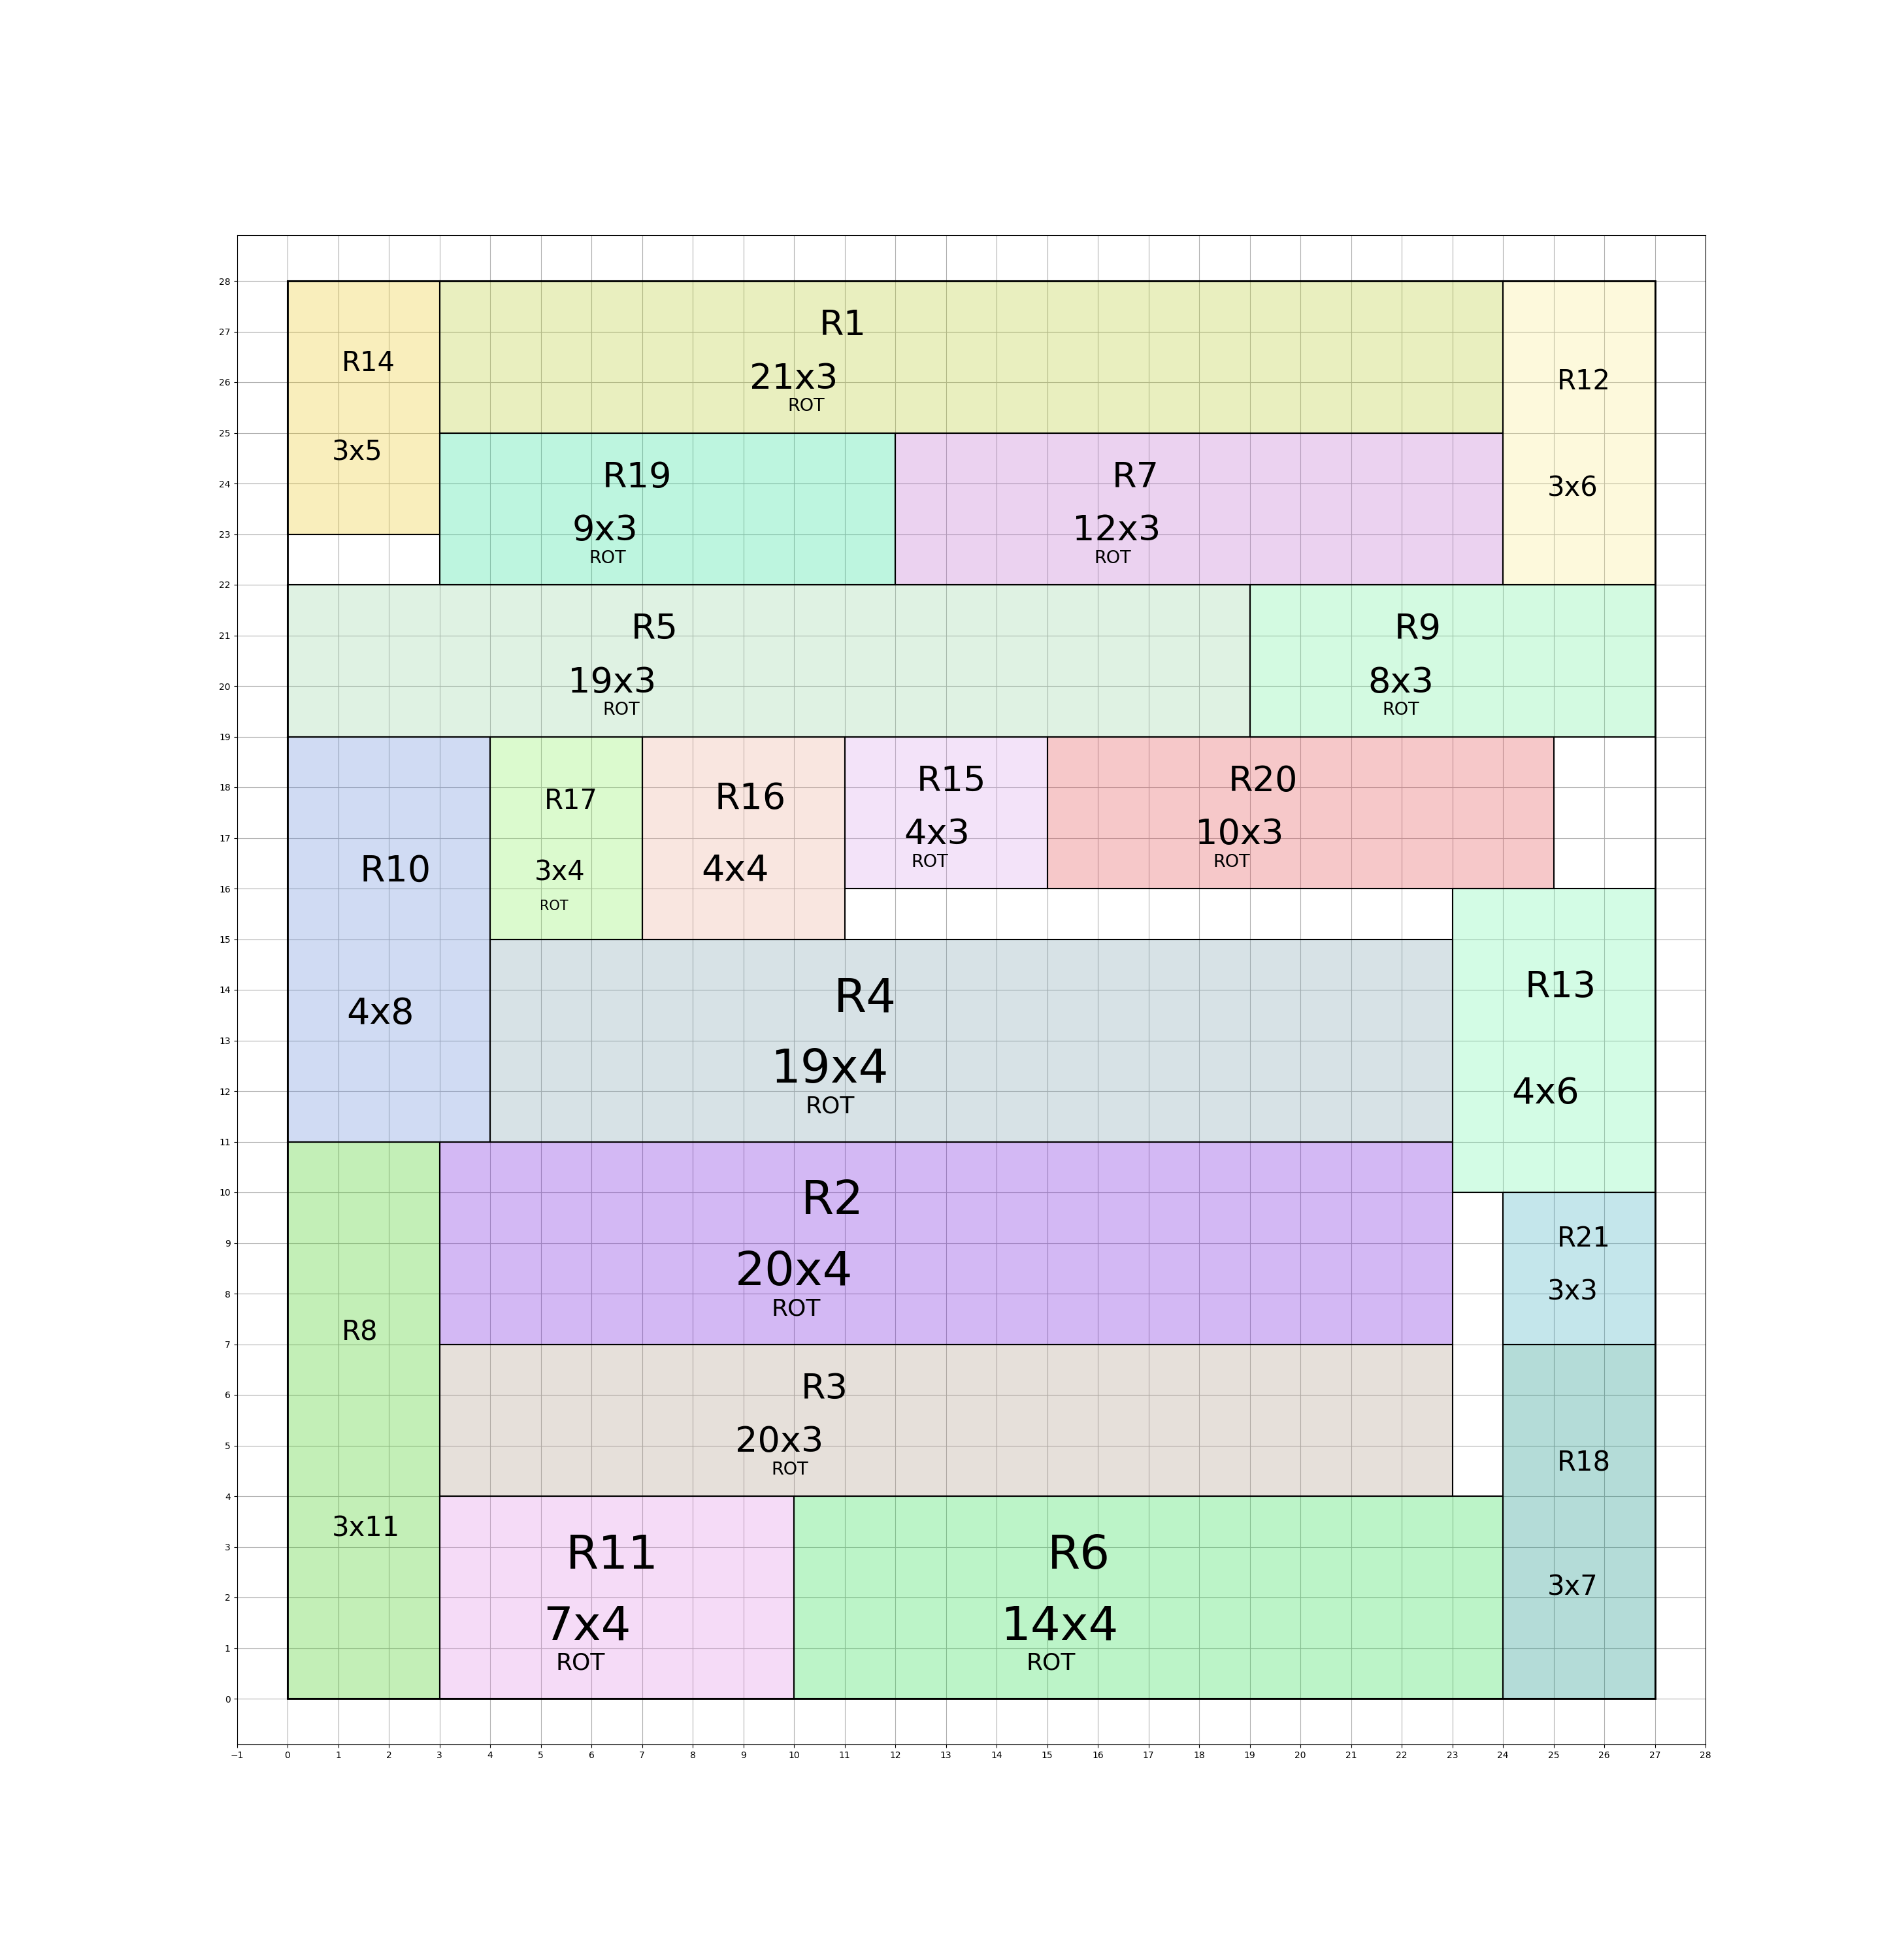 R1
21x3
ROT
R14
3x5
R12
3x6
R19
9x3
ROT
R7
12x3
ROT
R5
19x3
ROT
R9
8x3
ROT
R10
4x8
R17
3x4
ROT
R16
4x4
R15
4x3
ROT
R20
10x3
ROT
R4
19x4
ROT
R13
4x6
R2
20x4
ROT
R21
3x3
R8
3x11
R3
20x3
ROT
R18
3x7
R11
7x4
ROT
R6
14x4
ROT
28
27
26
25
24
23
22
21
20
19
18
17
16
15
14
13
12
11
10
9
8
7
6
5
4
3
2
1
0
−1 0 1 2 3 4 5 6 7 8 9 10 11 12 13 14 15 16 17 18 19 20 21 22 23 24 25 26 27 28